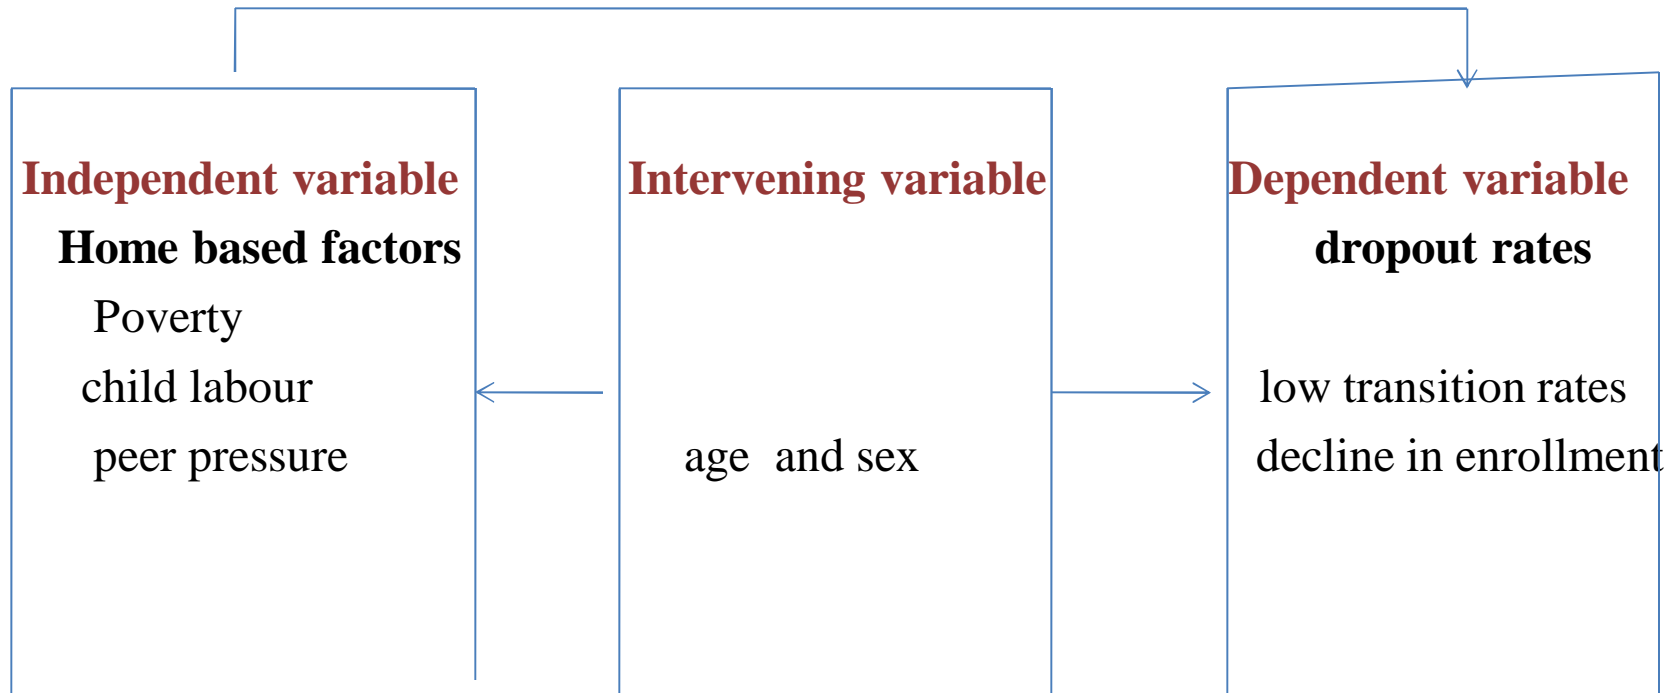 Independent variable
Home based factors
Poverty
child labour
peer pressure
Intervening variable
age and sex
Dependent variable
dropout rates
low transition rates
decline in enrollment